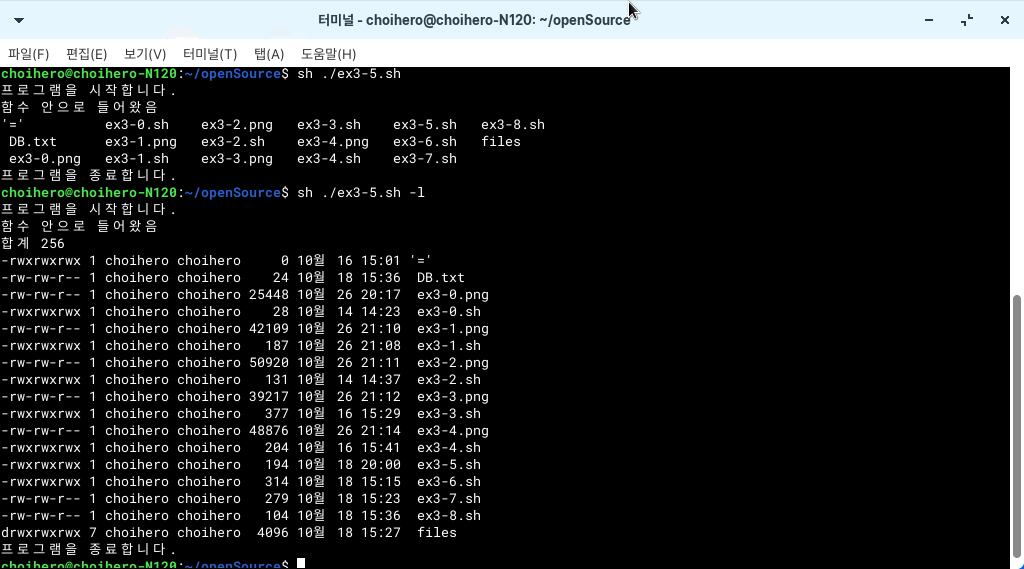 터미널 - choihero@choihero-N120: ~/openSource
파일(F) 편집(E) 보기(V) 터미널(T) 탭(A) 도움말(H)
choihero@choihero-N120:~/openSource$ sh ./ex3-5.sh
프로그램을 시작합니다.
함수 안으로 들어왔음
'=' ex3-0.sh ex3-2.png ex3-3.sh ex3-5.sh ex3-8.sh
DB.txt ex3-1.png ex3-2.sh ex3-4.png ex3-6.sh files
ex3-0.png ex3-1.sh ex3-3.png ex3-4.sh ex3-7.sh
프로그램을 종료합니다.
choihero@choihero-N120:~/openSource$ sh ./ex3-5.sh -l
프로그램을 시작합니다.
함수 안으로 들어왔음
합계 256
-rwxrwxrwx 1 choihero choihero 0 10월 16 15:01 '='
-rw-rw-r-- 1 choihero choihero 24 10월 18 15:36 DB.txt
-rw-rw-r-- 1 choihero choihero 25448 10월 26 20:17 ex3-0.png
-rwxrwxrwx 1 choihero choihero 28 10월 14 14:23 ex3-0.sh
-rw-rw-r-- 1 choihero choihero 42109 10월 26 21:10 ex3-1.png
-rwxrwxrwx 1 choihero choihero 187 10월 26 21:08 ex3-1.sh
-rw-rw-r-- 1 choihero choihero 50920 10월 26 21:11 ex3-2.png
-rwxrwxrwx 1 choihero choihero 131 10월 14 14:37 ex3-2.sh
-rw-rw-r-- 1 choihero choihero 39217 10월 26 21:12 ex3-3.png
-rwxrwxrwx 1 choihero choihero 377 10월 16 15:29 ex3-3.sh
-rw-rw-r-- 1 choihero choihero 48876 10월 26 21:14 ex3-4.png
-rwxrwxrwx 1 choihero choihero 204 10월 16 15:41 ex3-4.sh
-rwxrwxrwx 1 choihero choihero 194 10월 18 20:00 ex3-5.sh
-rwxrwxrwx 1 choihero choihero 314 10월 18 15:15 ex3-6.sh
-rw-rw-r-- 1 choihero choihero 279 10월 18 15:23 ex3-7.sh
-rw-rw-r-- 1 choihero choihero 104 10월 18 15:36 ex3-8.sh
drwxrwxrwx 7 choihero choihero 4096 10월 18 15:27 files
프로그램을 종료합니다.
choihero@choihero-N120:~/openSource$